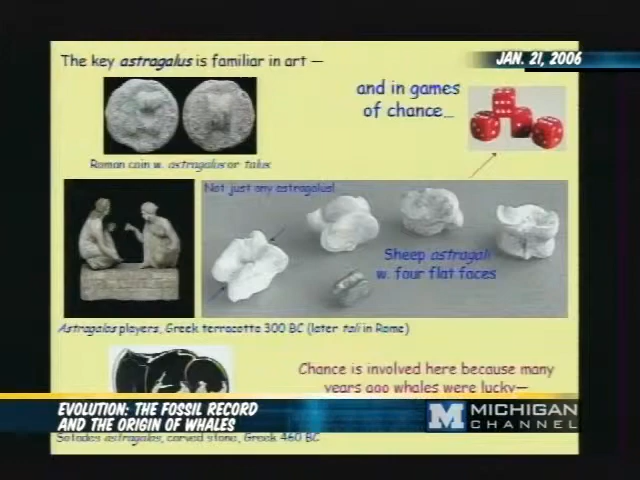 The key astragalus is familiar in art —
JAN. 21, 2006
and in games
of chance...
Roman coin w. astragalus or talus
Not just any astragalus!
Sheep astragali
w. four flat faces
Astragalos players, Greek terracotta 300 BC (later tali in Rome)
Chance is involved here because many
years ago whales were lucky—
EVOLUTION: THE FOSSIL RECORD
AND THE ORIGIN OF WHALES
M MICHIGAN
CHANNEL
Sotades astragalos, carved stone, Greek 460 BC